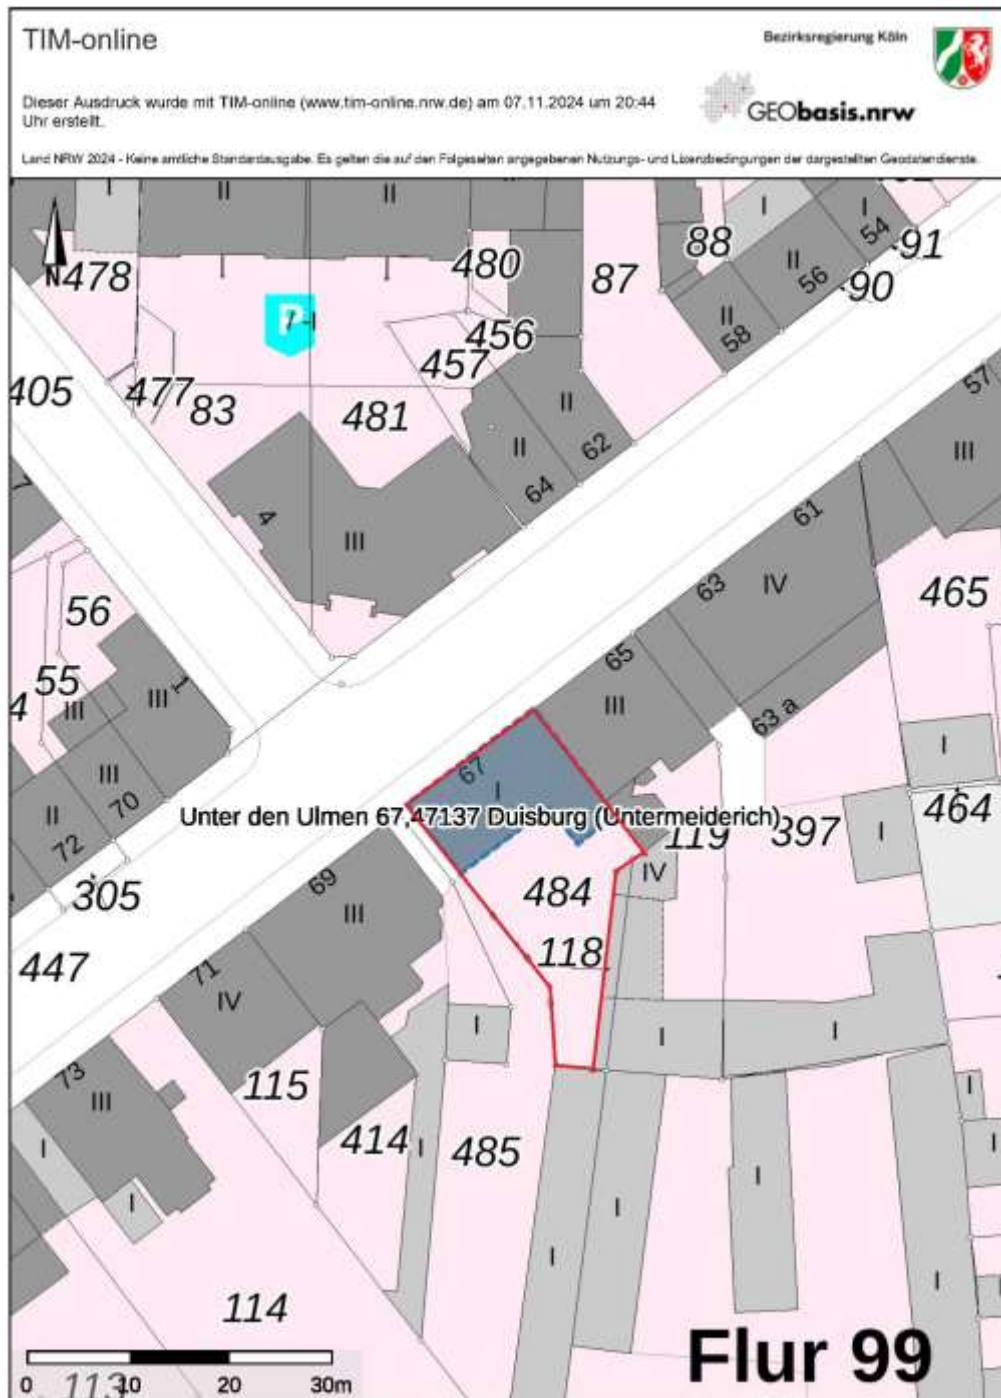 TIM-online
Bezirksregierung Köln
Dieser Ausdruck wurde mit TIM-online (www.tim-online.nrw.de) am 07.11.2024 um 20:44
Uhr erstellt.
GEObasis.nrw
Land NRW 2024 - Keine amtliche Standardausgabe. Es gelten die auf den Folgeseiten angegebenen Nutzungs- und Lizenzbedingungen der dargestellten Geodatendienste.
I
II
II
I
I
54
88
91
N
478
480
87
II
56
90
P
456
II
58
457
57
405
477
83
481
II
62
II
64
III
4
III
61
56
63
IV
465
55
III
III
1
65
III
63 a
III
70
67
I
I
II
72
Unter den Ulmen 67,47137 Duisburg (Untermeiderich)
119
397
I
464
305
69
III
484
IV
447
71
IV
118
I
I
I
73
III
115
414
I
485
I
I
I
I
I
I
I
I
114
Flur 99
113
0 10 20 30m